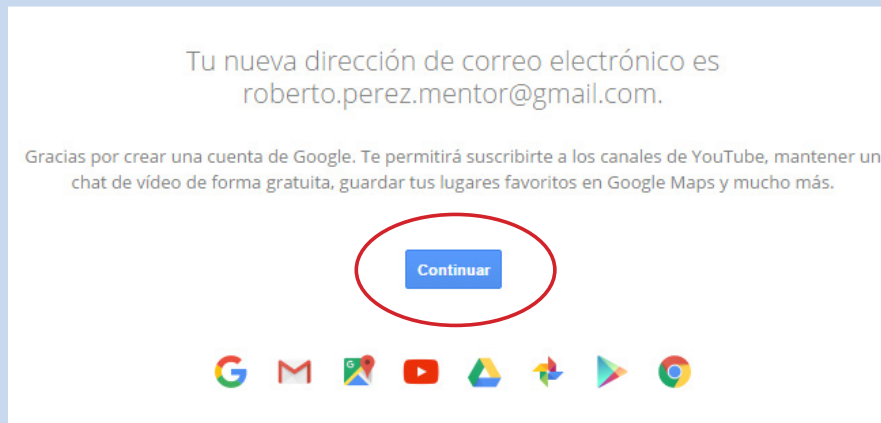 Tu nueva dirección de correo electrónico es
roberto.perez.mentor@gmail.com.
Gracias por crear una cuenta de Google. Te permitirá suscribirte a los canales de YouTube, mantener un
chat de vídeo de forma gratuita, guardar tus lugares favoritos en Google Maps y mucho más.
Continuar